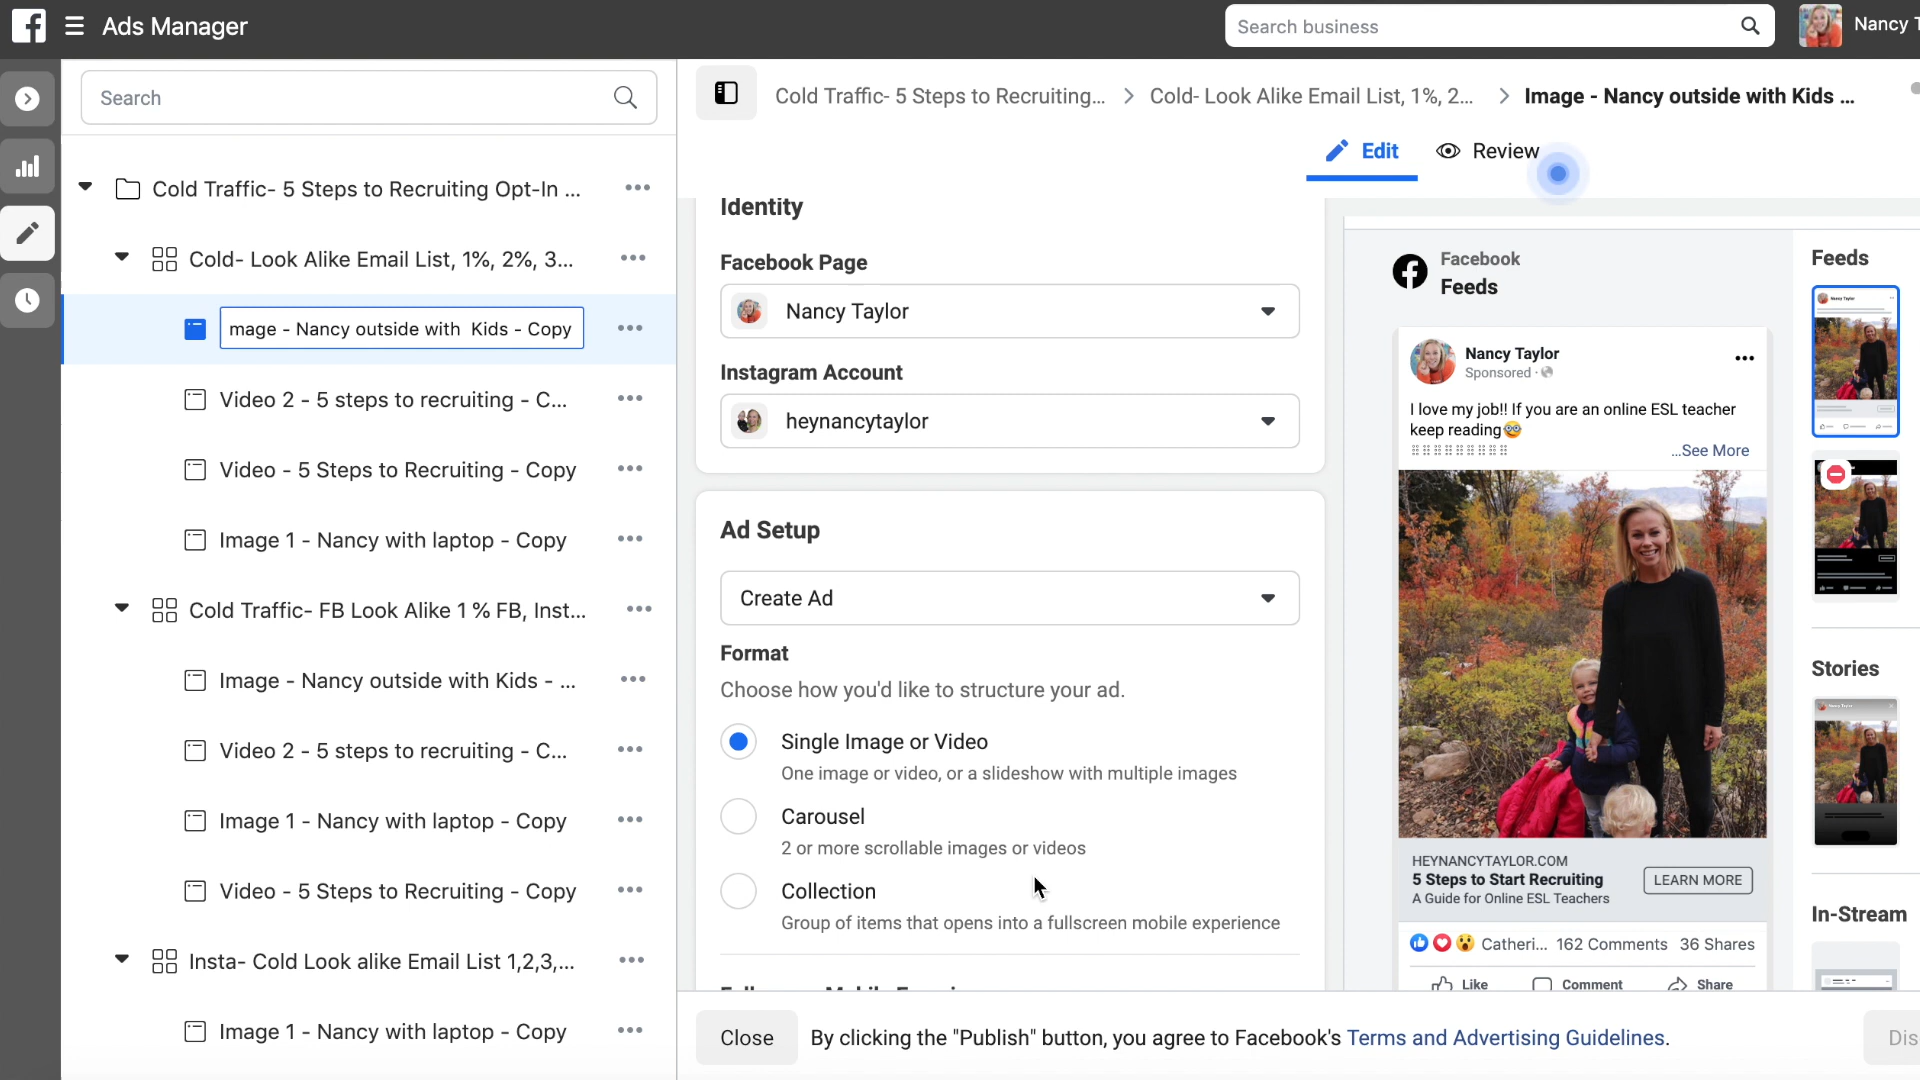 Ads Manager
Search business
Nancy T
Search
Cold Traffic- 5 Steps to Recruiting... > Cold- Look Alike Email List, 1%, 2... > Image - Nancy outside with Kids ...
Edit
Review
Cold Traffic- 5 Steps to Recruiting Opt-In ...
Cold- Look Alike Email List, 1%, 2%, 3...
mage - Nancy outside with Kids - Copy
Video 2 - 5 steps to recruiting - C...
Video - 5 Steps to Recruiting - Copy
Image 1 - Nancy with laptop - Copy
Cold Traffic- FB Look Alike 1 % FB, Inst...
Image - Nancy outside with Kids - ...
Video 2 - 5 steps to recruiting - C...
Image 1 - Nancy with laptop - Copy
Video - 5 Steps to Recruiting - Copy
Insta- Cold Look alike Email List 1,2,3,...
Image 1 - Nancy with laptop - Copy
Identity
Facebook Page
Nancy Taylor
Instagram Account
heynancytaylor
Ad Setup
Create Ad
Format
Choose how you'd like to structure your ad.
Single Image or Video
One image or video, or a slideshow with multiple images
Carousel
2 or more scrollable images or videos
Collection
Group of items that opens into a fullscreen mobile experience
Facebook
Feeds
Nancy Taylor
Sponsored ·
I love my job!! If you are an online ESL teacher
keep reading🤓
...See More
HEYNANCYTAYLOR.COM
5 Steps to Start Recruiting
A Guide for Online ESL Teachers
LEARN MORE
Catheri... 162 Comments 36 Shares
Like Comment Share
Feeds
Stories
In-Stream
Close
By clicking the "Publish" button, you agree to Facebook's Terms and Advertising Guidelines.
Dis